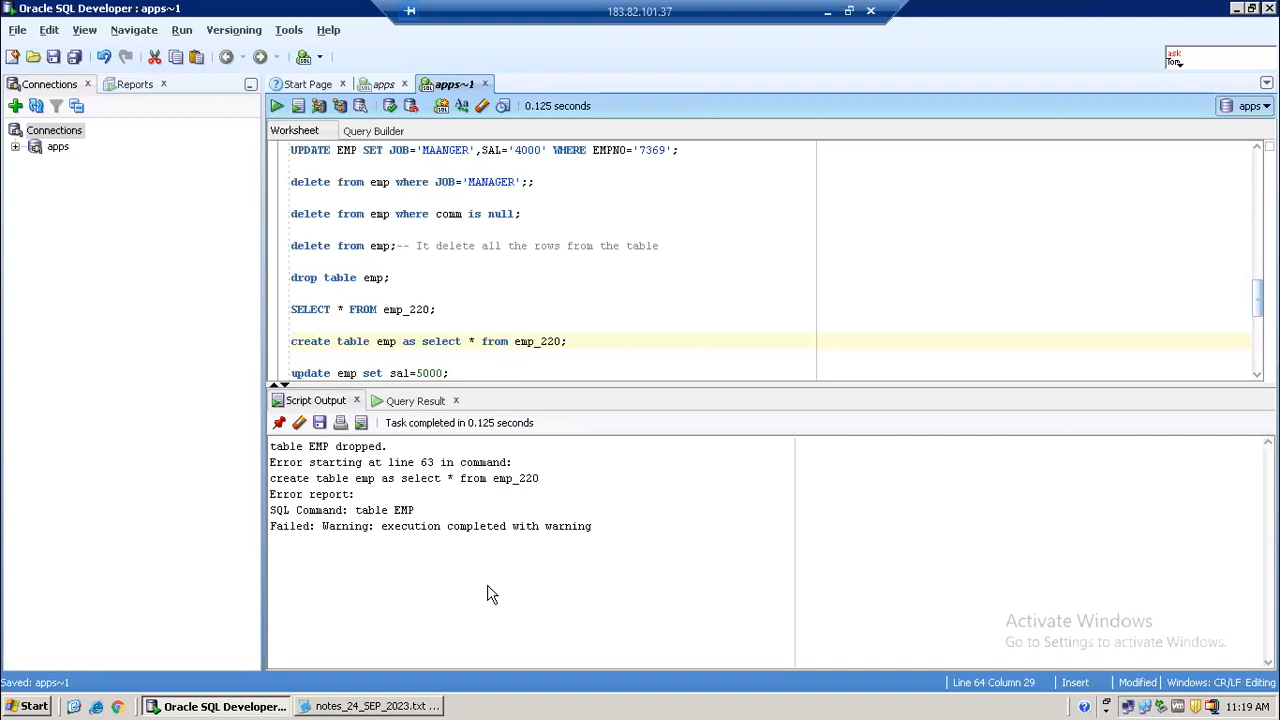 Oracle SQL Developer : apps~1
183.82.101.37
File Edit View Navigate Run Versioning Tools Help
ask
Tom
Connections Reports Start Page apps apps~1
0.125 seconds apps
Connections
apps
Worksheet Query Builder
UPDATE EMP SET JOB='MAANGER',SAL='4000' WHERE EMPNO='7369';
delete from emp where JOB='MANAGER';;
delete from emp where comm is null;
delete from emp;-- It delete all the rows from the table
drop table emp;
SELECT * FROM emp_220;
create table emp as select * from emp_220;
update emp set sal=5000;
Script Output Query Result
Task completed in 0.125 seconds
table EMP dropped.
Error starting at line 63 in command:
create table emp as select * from emp_220
Error report:
SQL Command: table EMP
Failed: Warning: execution completed with warning
Activate Windows
Go to Settings to activate Windows.
Saved: apps~1 Line 64 Column 29 Insert Modified Windows: CR/LF Editing
Start Oracle SQL Developer... notes_24_SEP_2023.txt ... 11:19 AM